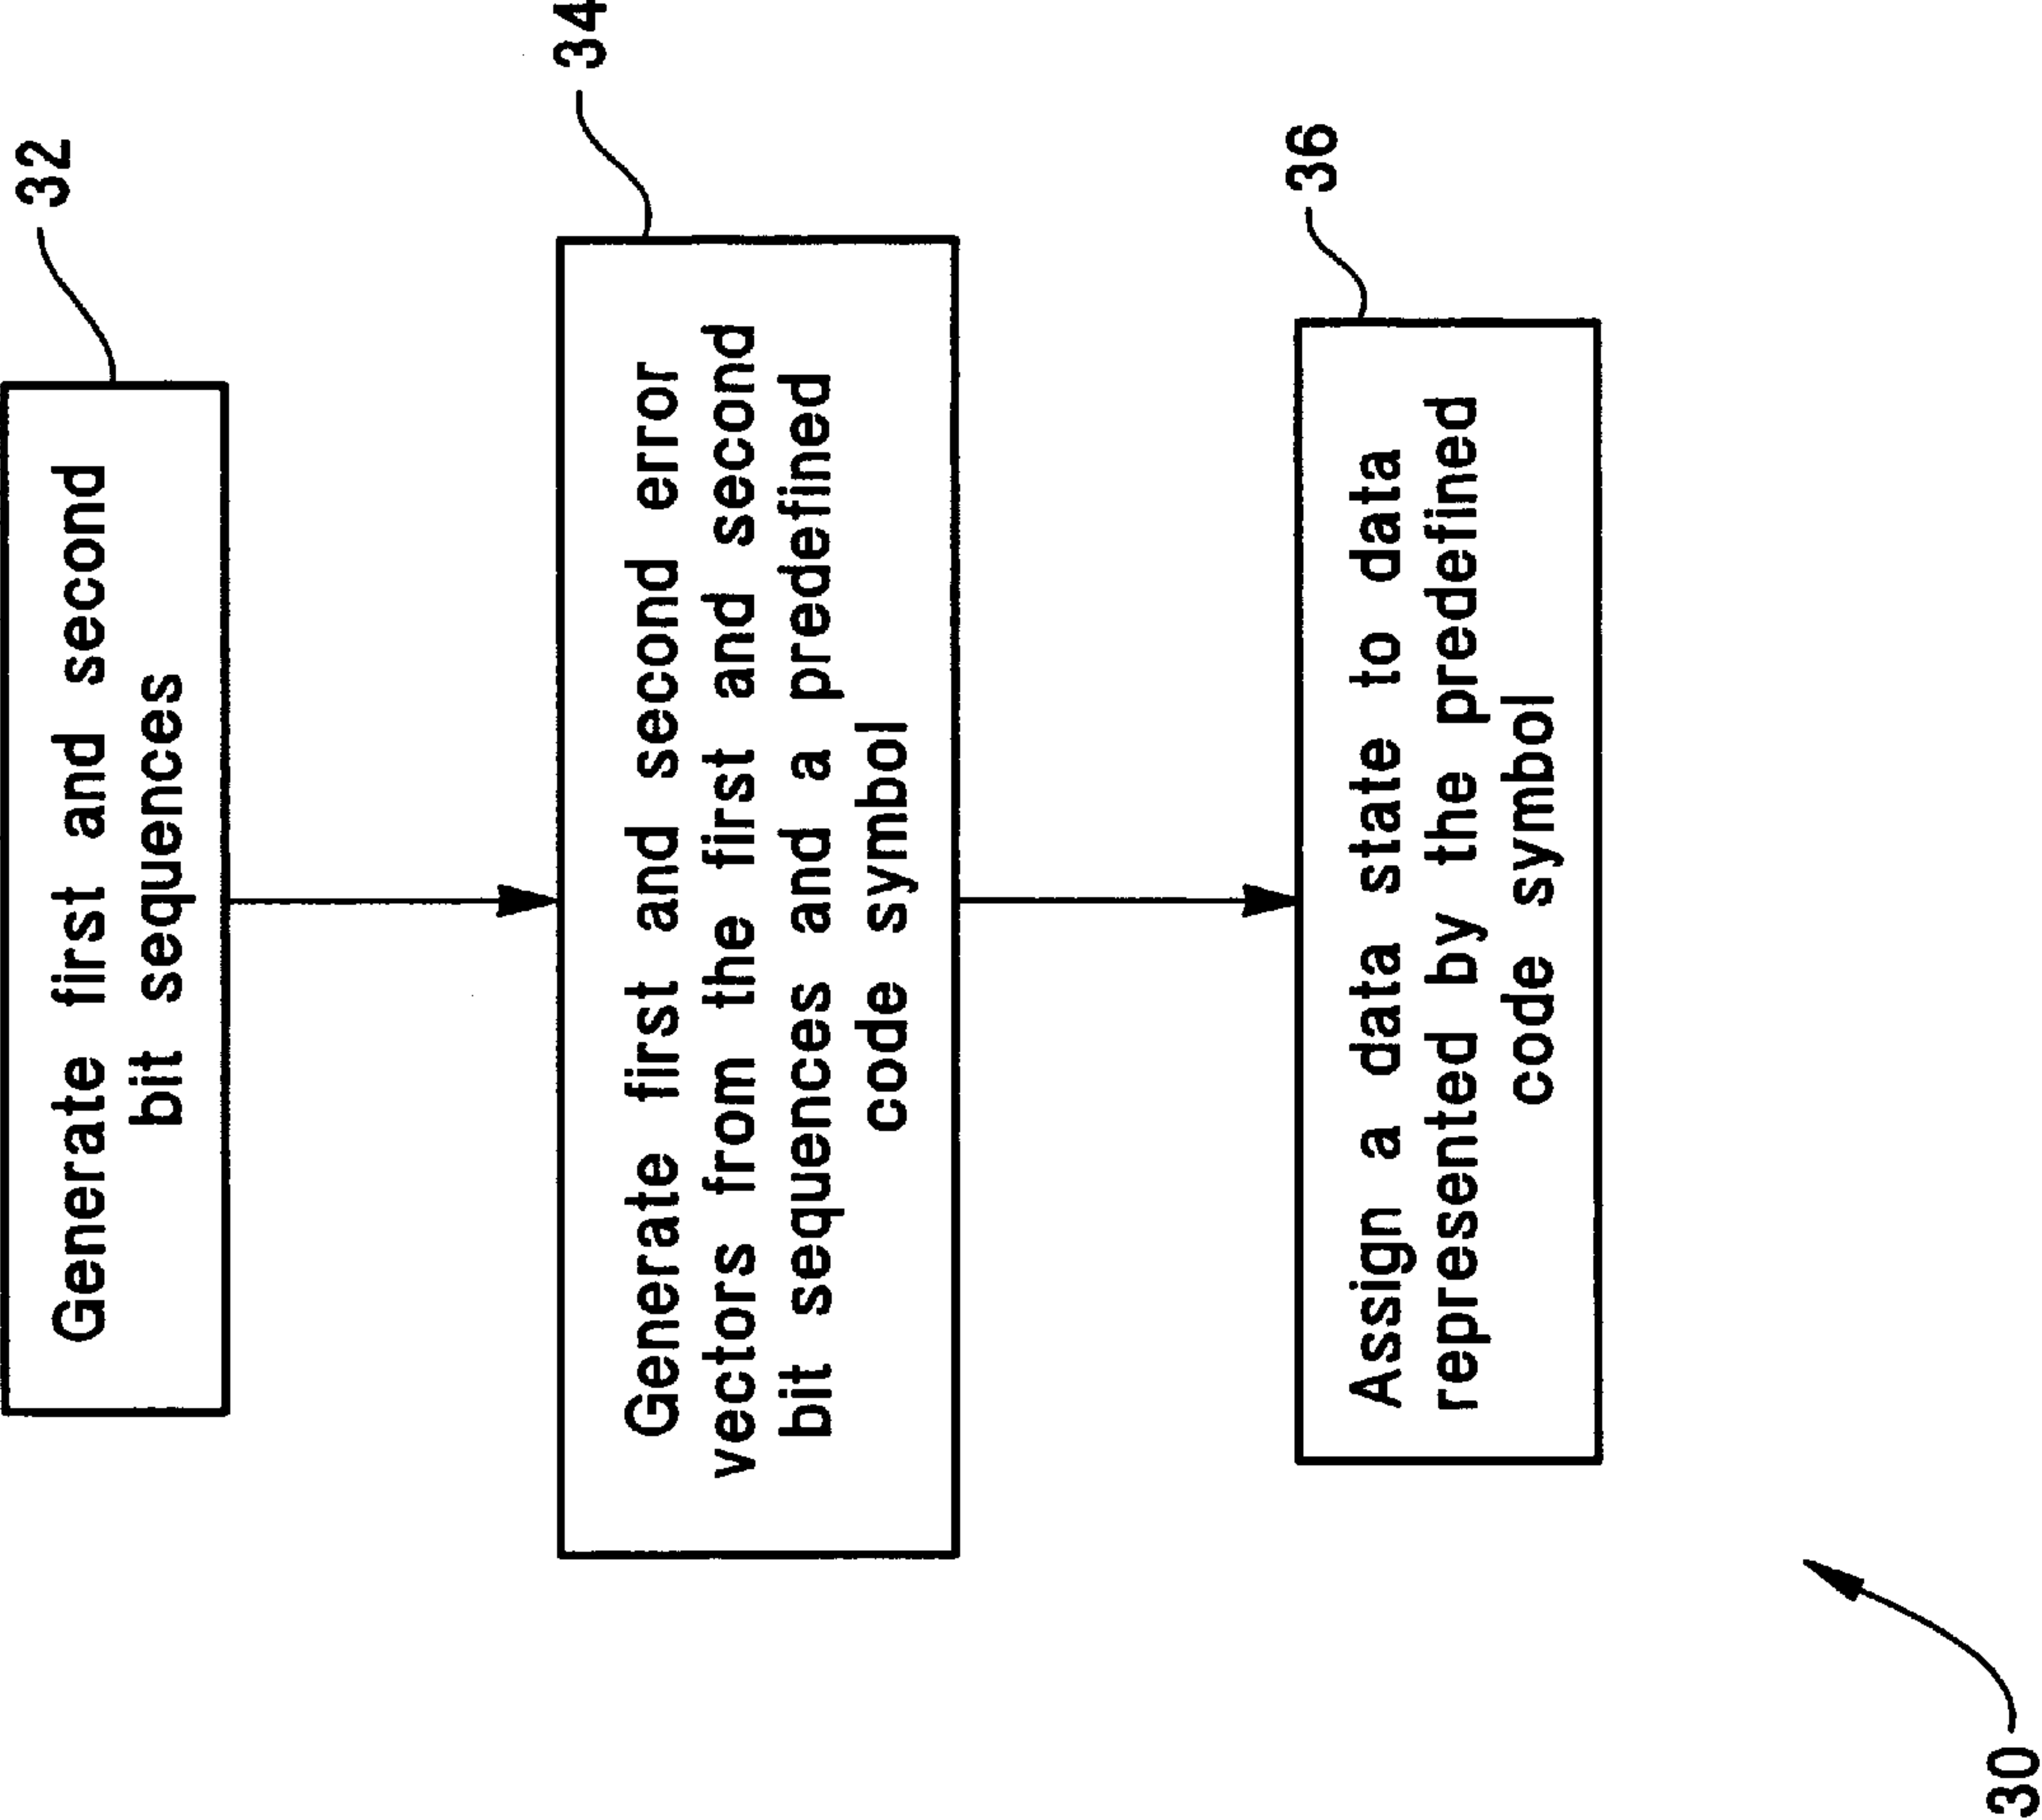 Generate first and second
bit sequences
32
Generate first and second error
vectors from the first and second
bit sequences and a predefined
code symbol
34
Assign a data state to data
represented by the predefined
code symbol
36
30